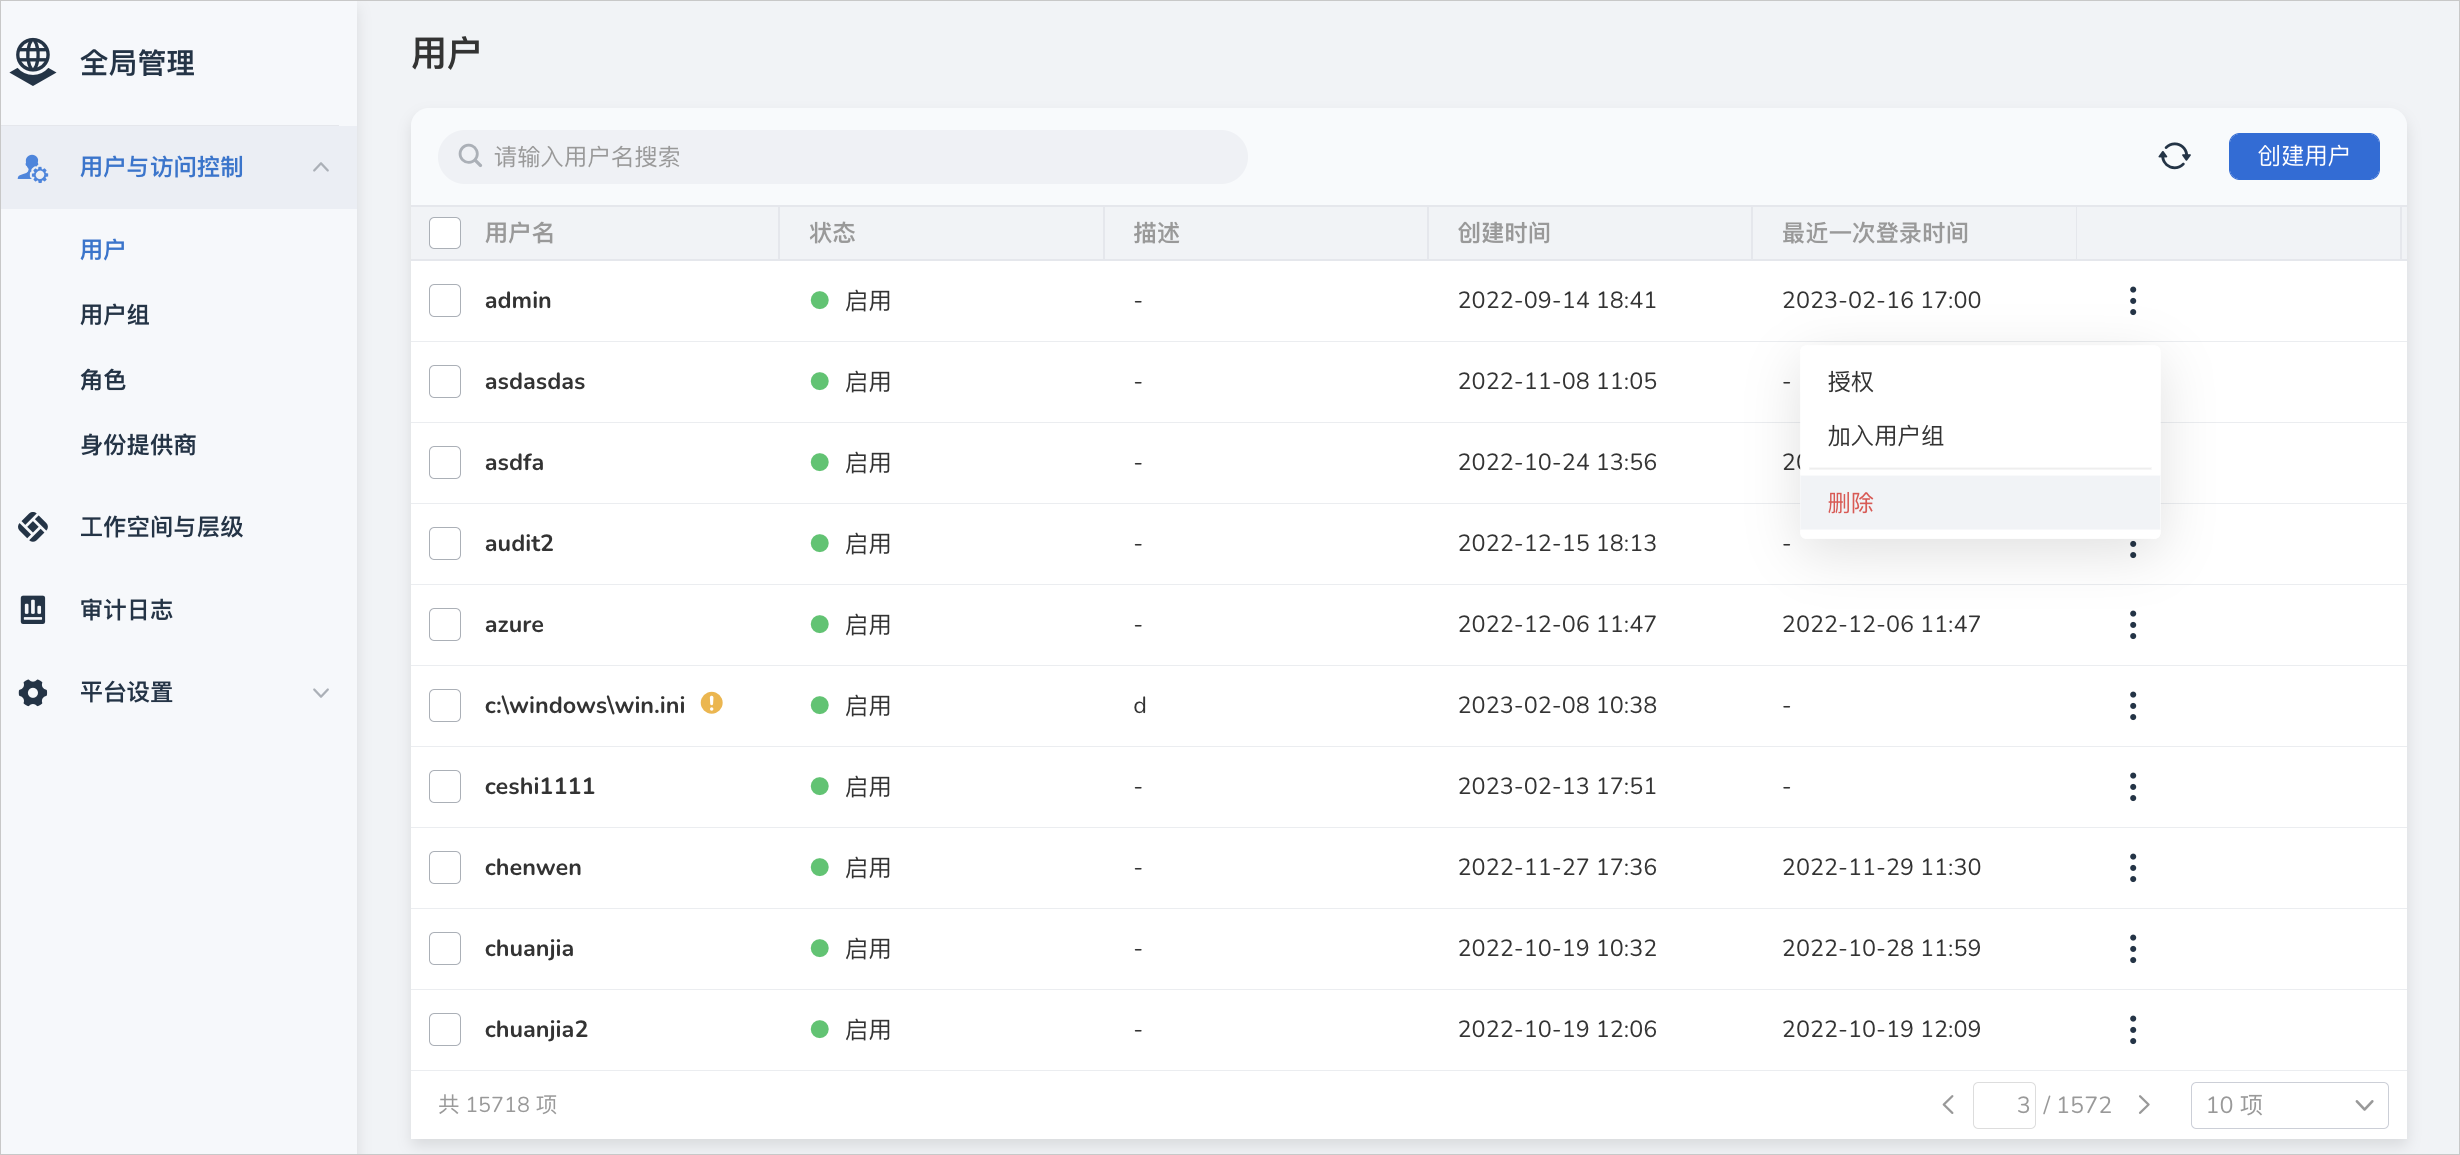 全局管理
用户与访问控制
用户
用户组
角色
身份提供商
工作空间与层级
审计日志
平台设置
用户
请输入用户名搜索
创建用户
用户名 状态 描述 创建时间 最近一次登录时间
admin 启用 - 2022-09-14 18:41 2023-02-16 17:00
asdasdas 启用 - 2022-11-08 11:05 -
asdfa 启用 - 2022-10-24 13:56
audit2 启用 - 2022-12-15 18:13 -
azure 启用 - 2022-12-06 11:47 2022-12-06 11:47
c:\windows\win.ini 启用 d 2023-02-08 10:38 -
ceshi1111 启用 - 2023-02-13 17:51 -
chenwen 启用 - 2022-11-27 17:36 2022-11-29 11:30
chuanjia 启用 - 2022-10-19 10:32 2022-10-28 11:59
chuanjia2 启用 - 2022-10-19 12:06 2022-10-19 12:09
授权
加入用户组
删除
共 15718 项
3 / 1572
10 项